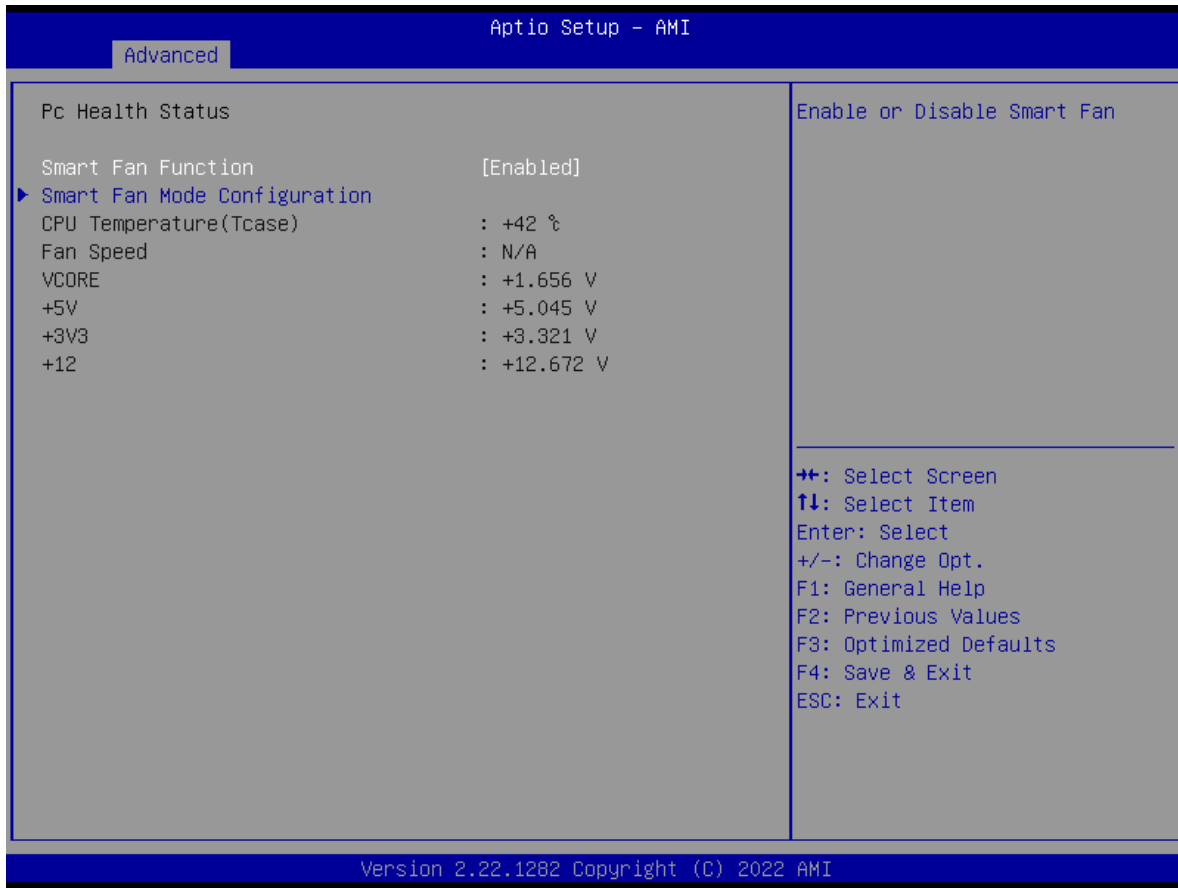 Aptio Setup – AMI
Advanced
Pc Health Status
Smart Fan Function [Enabled]
Smart Fan Mode Configuration
CPU Temperature(Tcase) : +42 ℃
Fan Speed : N/A
VCORE : +1.656 V
+5V : +5.045 V
+3V3 : +3.321 V
+12 : +12.672 V
Enable or Disable Smart Fan
→←: Select Screen
↑↓: Select Item
Enter: Select
+/-: Change Opt.
F1: General Help
F2: Previous Values
F3: Optimized Defaults
F4: Save & Exit
ESC: Exit
Version 2.22.1282 Copyright (C) 2022 AMI